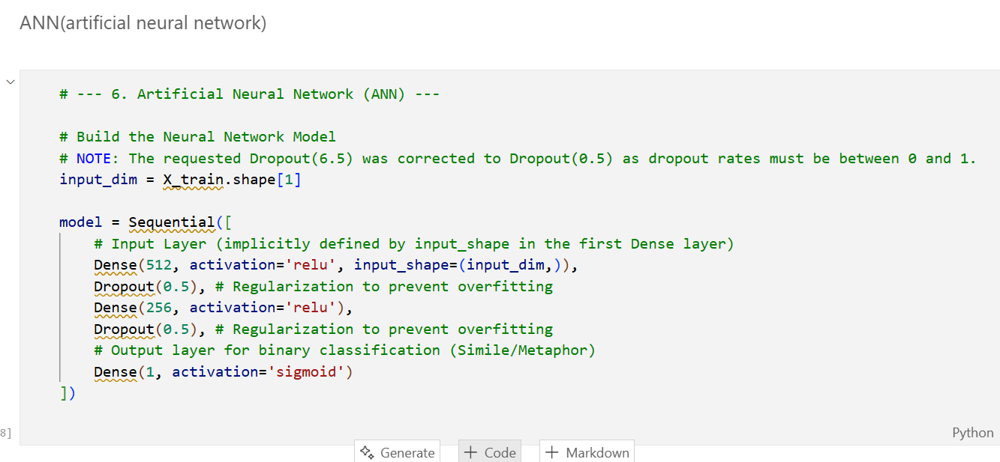 ANN(artificial neural network)
# --- 6. Artificial Neural Network (ANN) ---
# Build the Neural Network Model
# NOTE: The requested Dropout(6.5) was corrected to Dropout(0.5) as dropout rates must be between 0 and 1.
input_dim = X_train.shape[1]
model = Sequential([
# Input Layer (implicitly defined by input_shape in the first Dense layer)
Dense(512, activation='relu', input_shape=(input_dim,)),
Dropout(0.5), # Regularization to prevent overfitting
Dense(256, activation='relu'),
Dropout(0.5), # Regularization to prevent overfitting
# Output layer for binary classification (Simile/Metaphor)
Dense(1, activation='sigmoid')
])
8]
Python
Generate + Code + Markdown